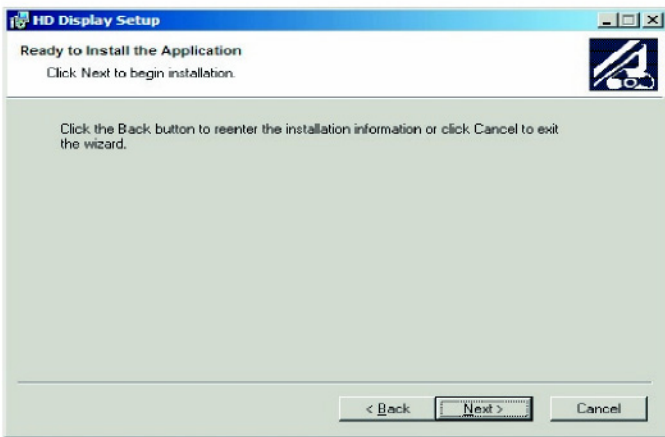 HD Display Setup
Ready to Install the Application
Click Next to begin installation.
Click the Back button to reenter the installation information or click Cancel to exit
the wizard.
< Back Next > Cancel